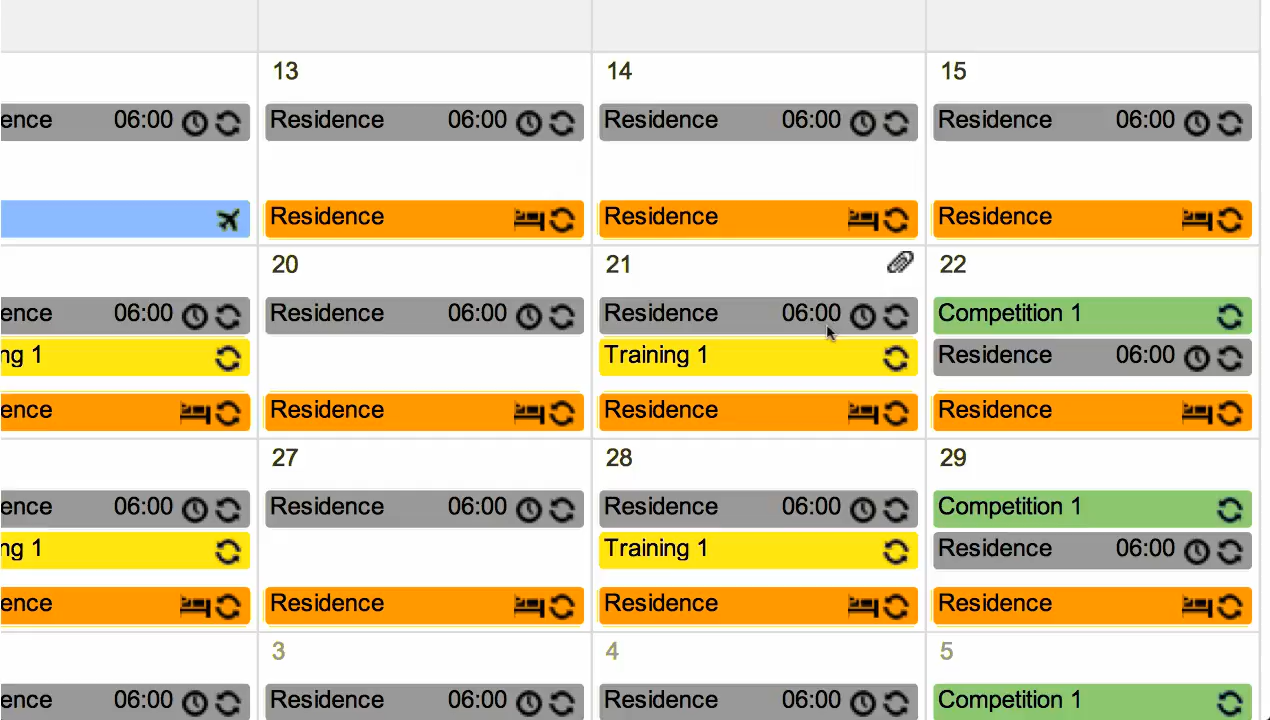 13 14 15
ence 06:00 Residence 06:00 Residence 06:00 Residence 06:00
Residence Residence Residence
20 21 22
ence 06:00 Residence 06:00 Residence 06:00 Competition 1
ng 1 Training 1 Residence 06:00
ence Residence Residence Residence
27 28 29
ence 06:00 Residence 06:00 Residence 06:00 Competition 1
ng 1 Training 1 Residence 06:00
ence Residence Residence Residence
3 4 5
ence 06:00 Residence 06:00 Residence 06:00 Competition 1